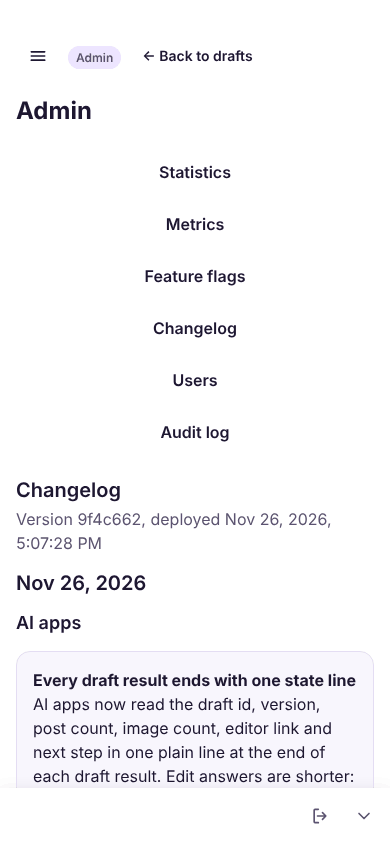 Admin
← Back to drafts
Admin
Statistics
Metrics
Feature flags
Changelog
Users
Audit log
Changelog
Version 9f4c662, deployed Nov 26, 2026,
5:07:28 PM
Nov 26, 2026
AI apps
Every draft result ends with one state line
AI apps now read the draft id, version,
post count, image count, editor link and
next step in one plain line at the end of
each draft result. Edit answers are shorter: